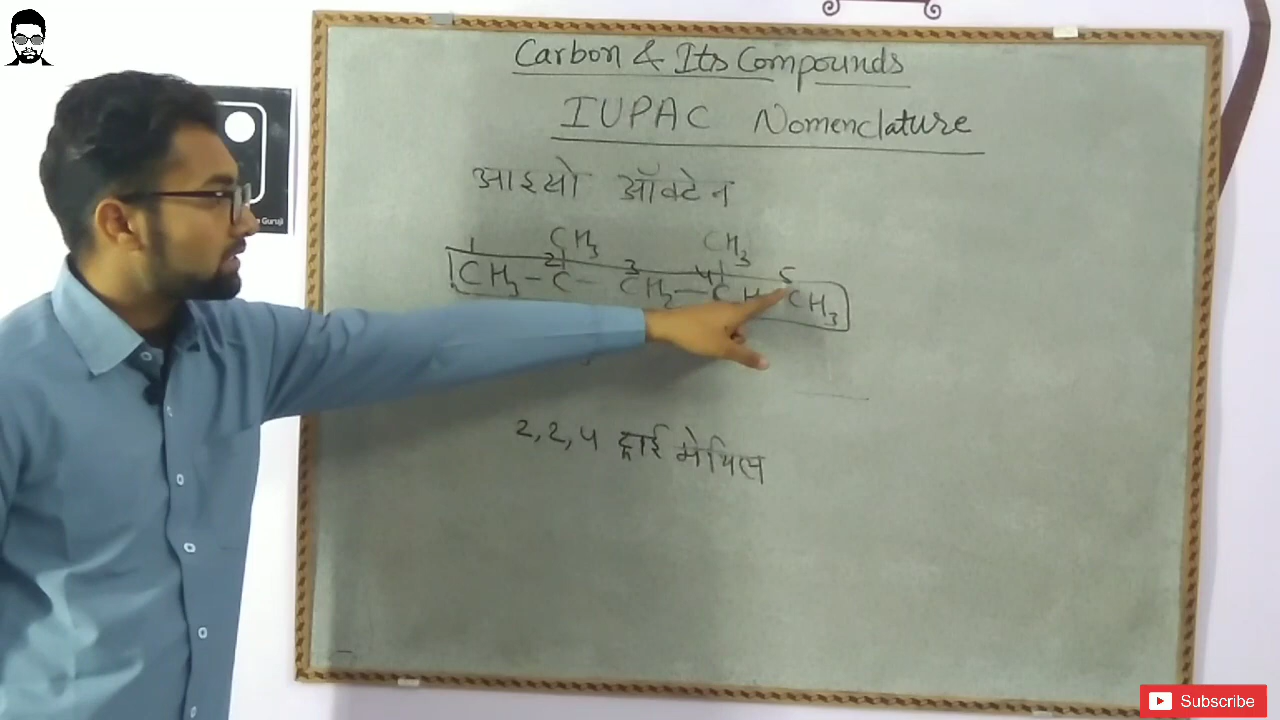 Carbon & Its Compounds
IUPAC Nomenclature
आइसो ऑक्टेन
CH3 CH3
1 2 3 4 5
CH3 - C - CH2 - CH CH3
2,2,4 ट्राई मेथिल
Guruji
Subscribe